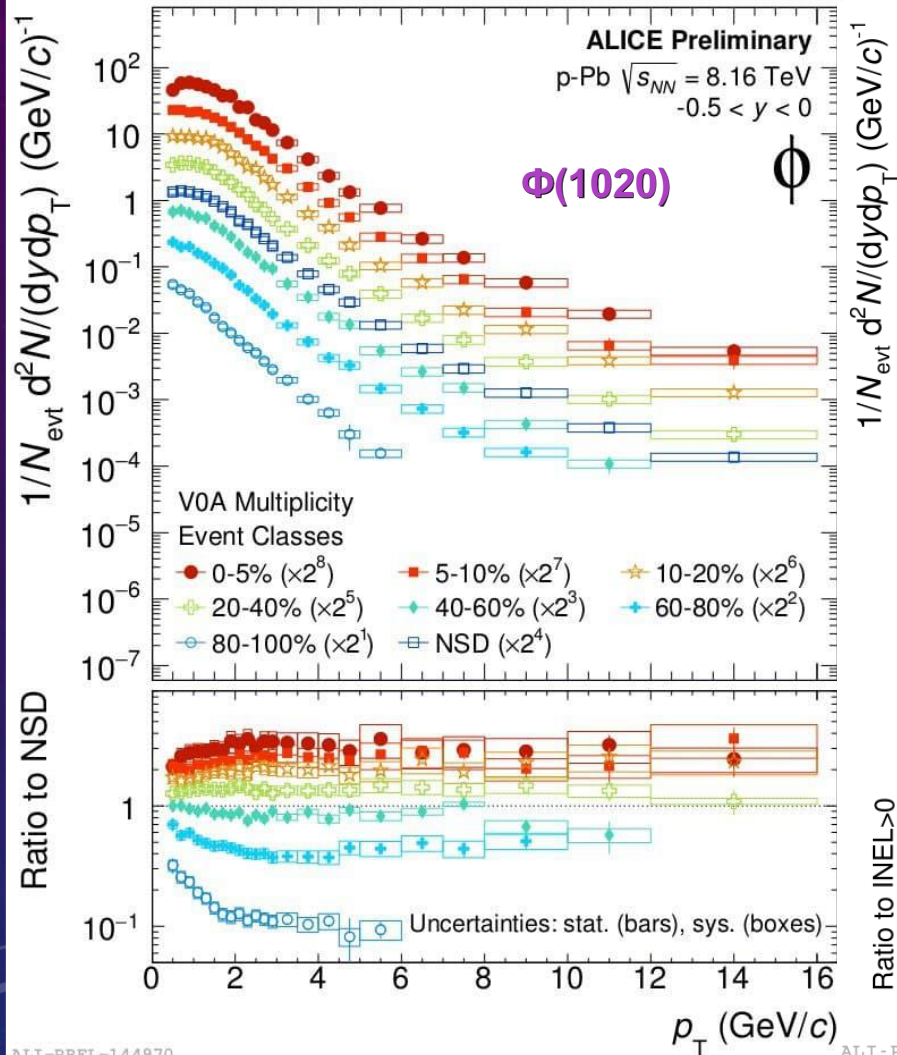 ALICE Preliminary
p-Pb √sNN = 8.16 TeV
-0.5 < y < 0
Φ(1020)
ϕ
1/Nevt d²N/(dydpT) (GeV/c)⁻¹
10²
10
1
10⁻¹
10⁻²
10⁻³
10⁻⁴
10⁻⁵
10⁻⁶
10⁻⁷
V0A Multiplicity
Event Classes
0-5% (×2⁸) 5-10% (×2⁷) 10-20% (×2⁶)
20-40% (×2⁵) 40-60% (×2³) 60-80% (×2²)
80-100% (×2¹) NSD (×2⁴)
Ratio to NSD
1
10⁻¹
Uncertainties: stat. (bars), sys. (boxes)
0 2 4 6 8 10 12 14 16
pT (GeV/c)
1/Nevt d²N/(dydpT) (GeV/c)⁻¹
Ratio to INEL>0